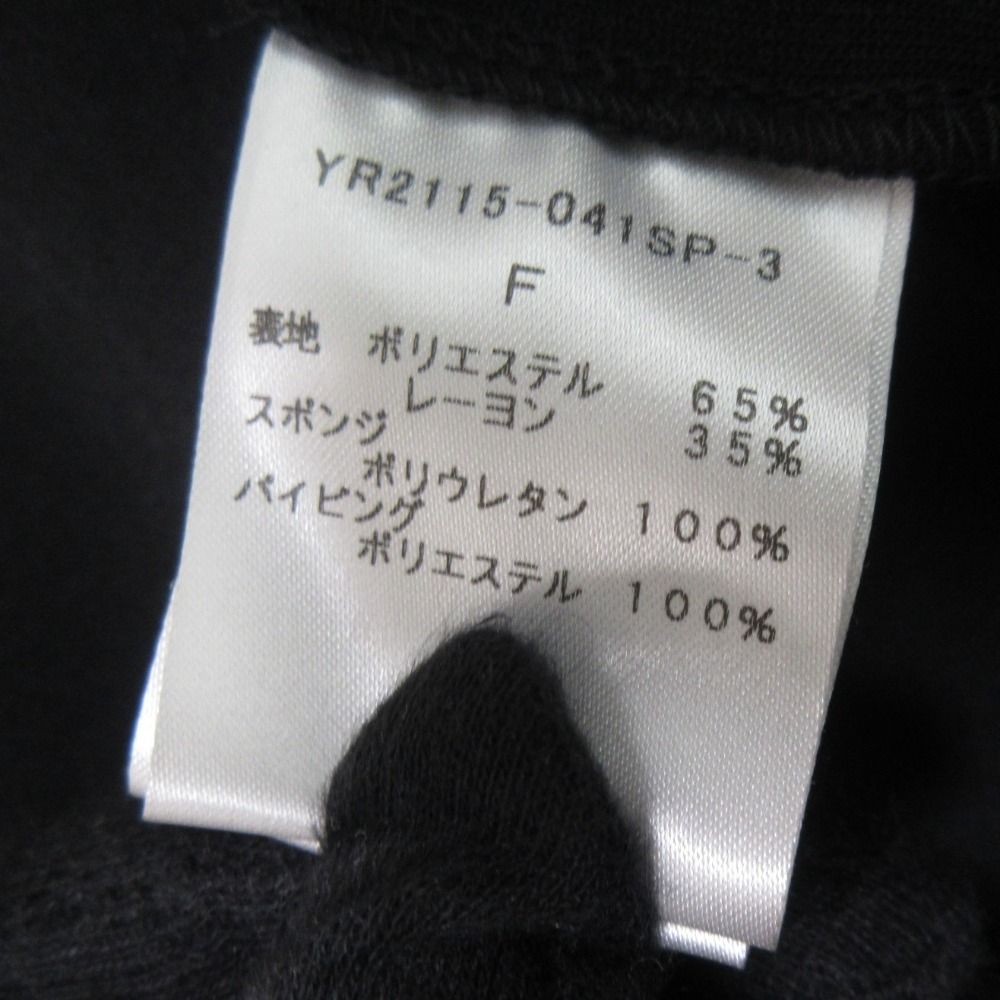 YR2115-041SP-3
F
表地 ポリエステル 65%
レーヨン 35%
スポンジ
ポリウレタン 100%
パイピング
ポリエステル 100%